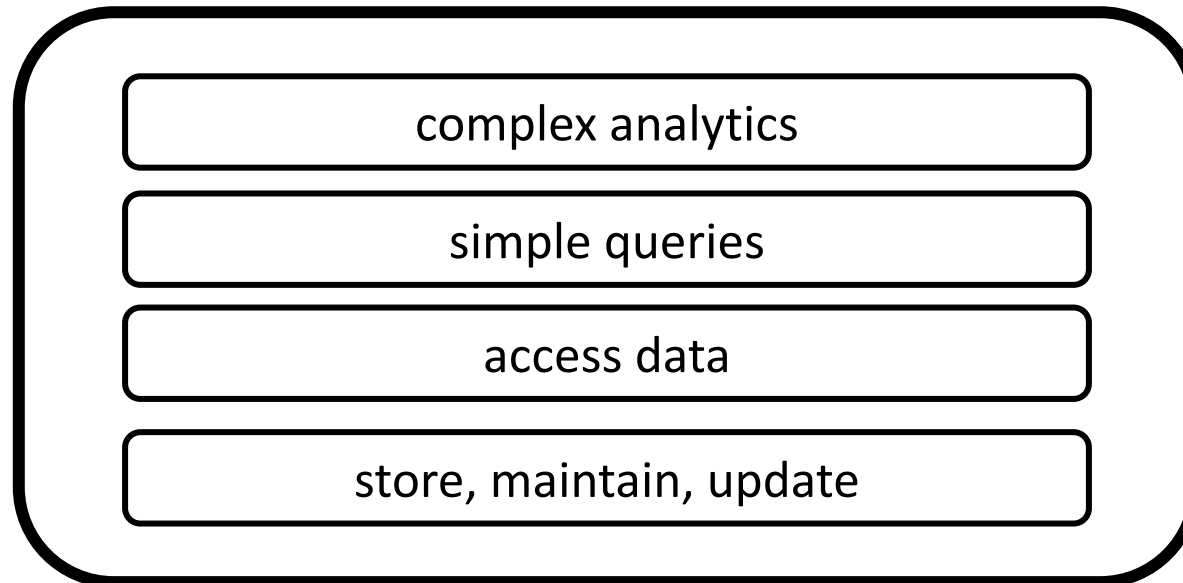 complex analytics
simple queries
access data
store, maintain, update